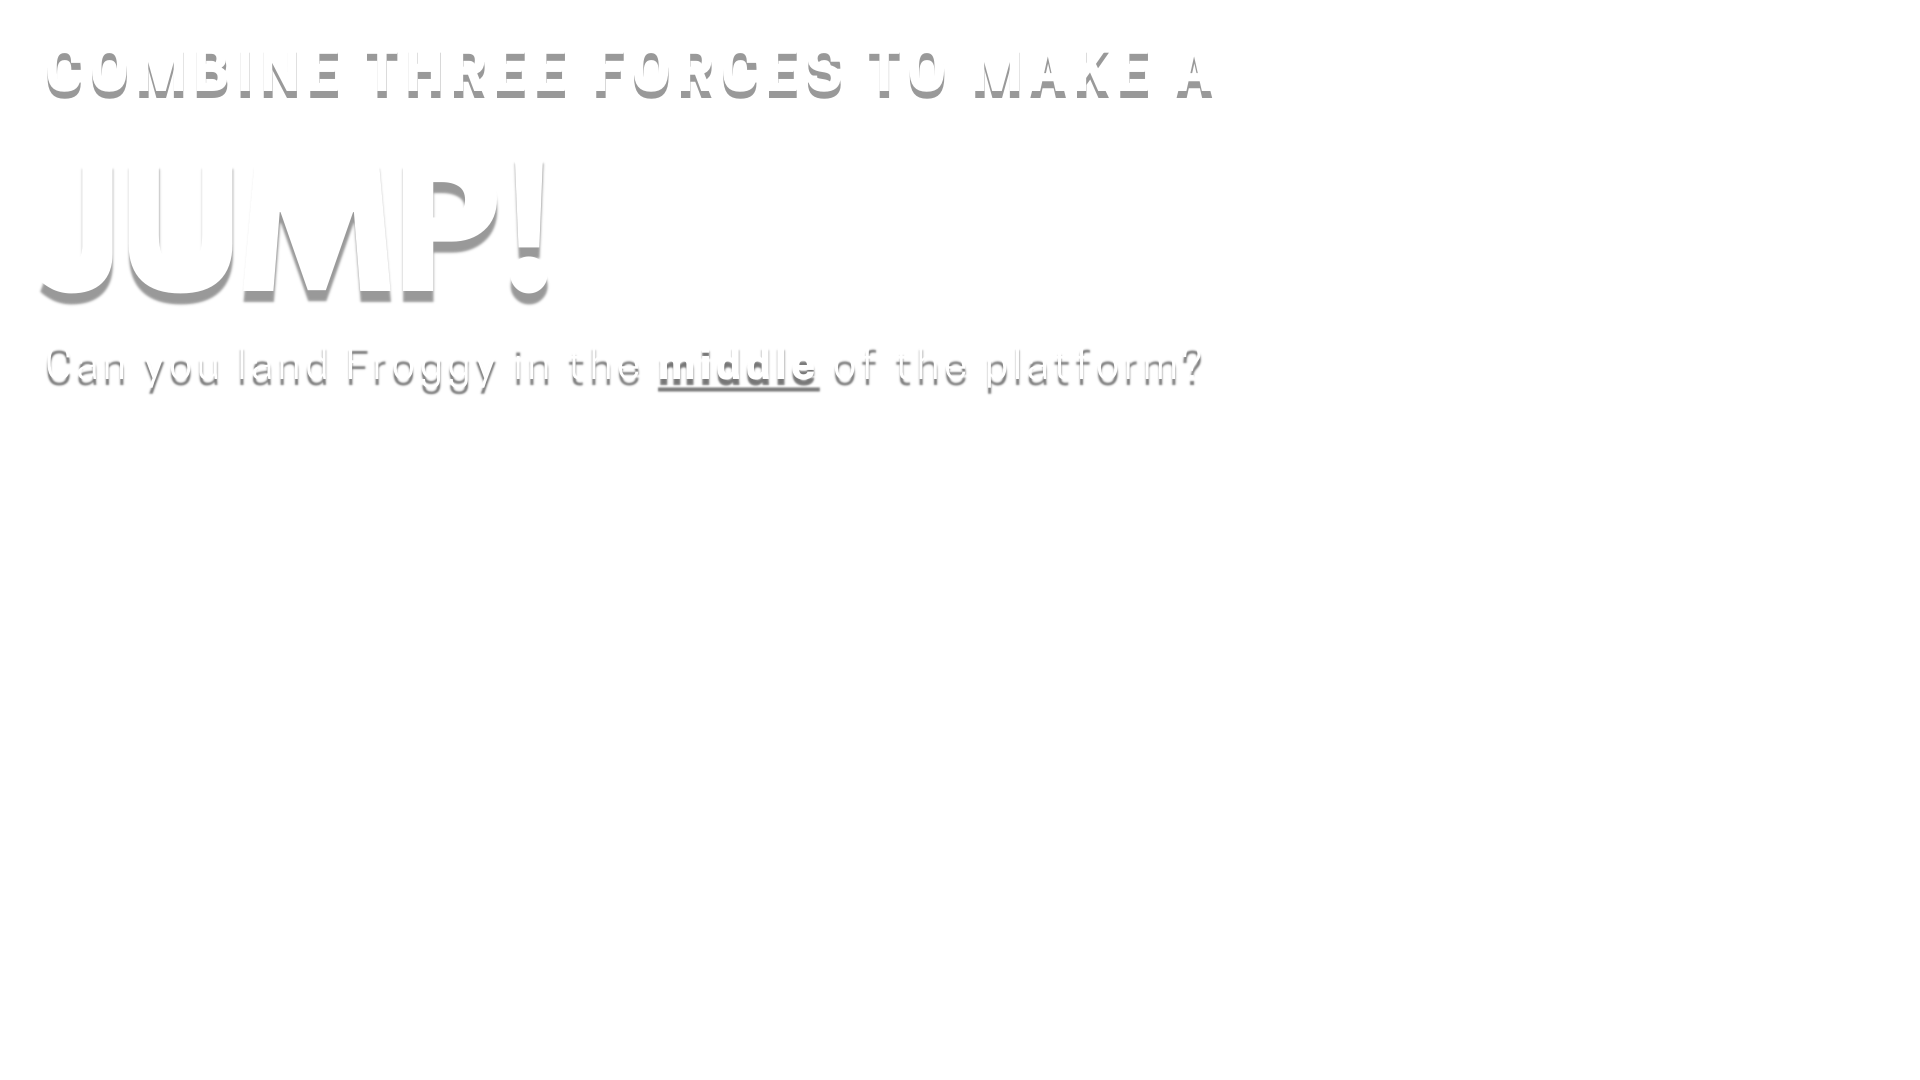 COMBINE THREE FORCES TO MAKE A
JUMP!
Can you land Froggy in the middle of the platform?